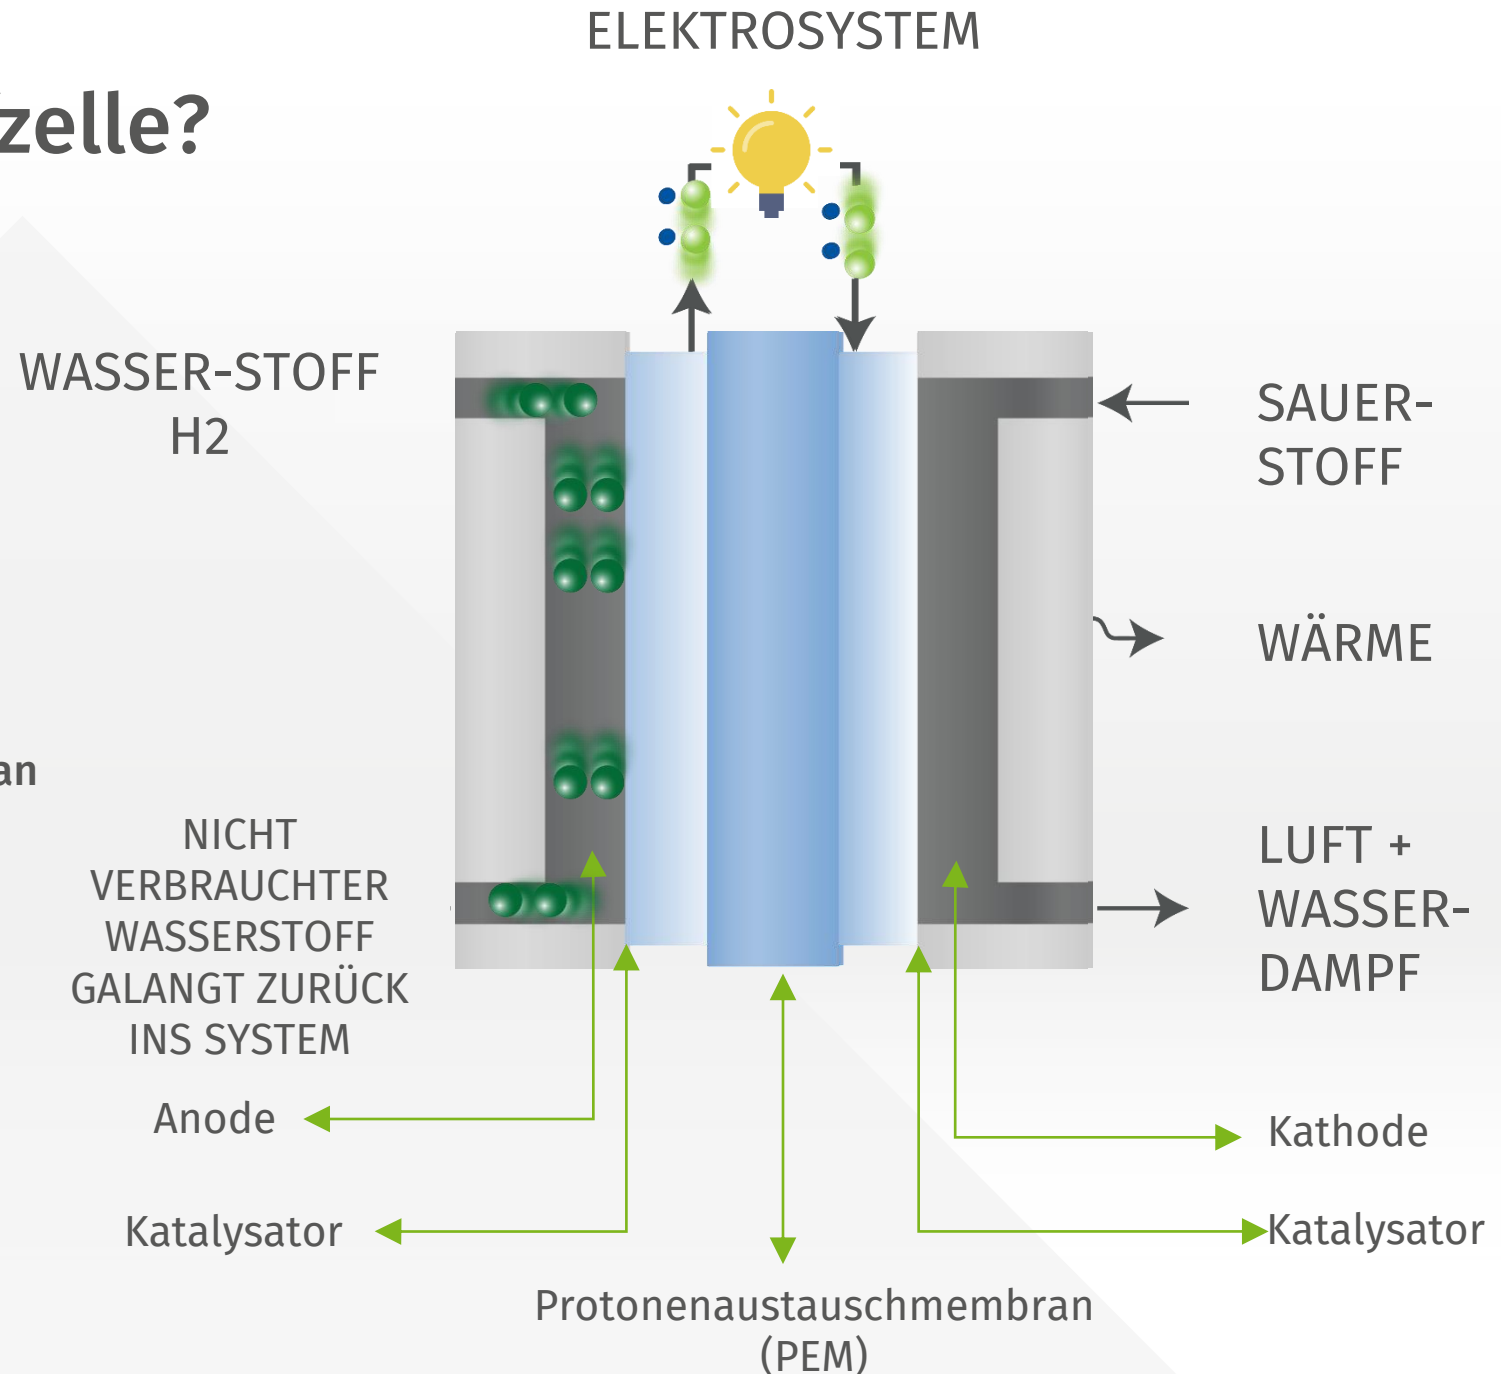 ELEKTROSYSTEM
zelle?
WASSER-STOFF
H2
SAUER-
STOFF
WÄRME
an
NICHT
VERBRAUCHTER
WASSERSTOFF
GALANGT ZURÜCK
INS SYSTEM
LUFT +
WASSER-
DAMPF
Anode
Kathode
Katalysator
Katalysator
Protonenaustauschmembran
(PEM)